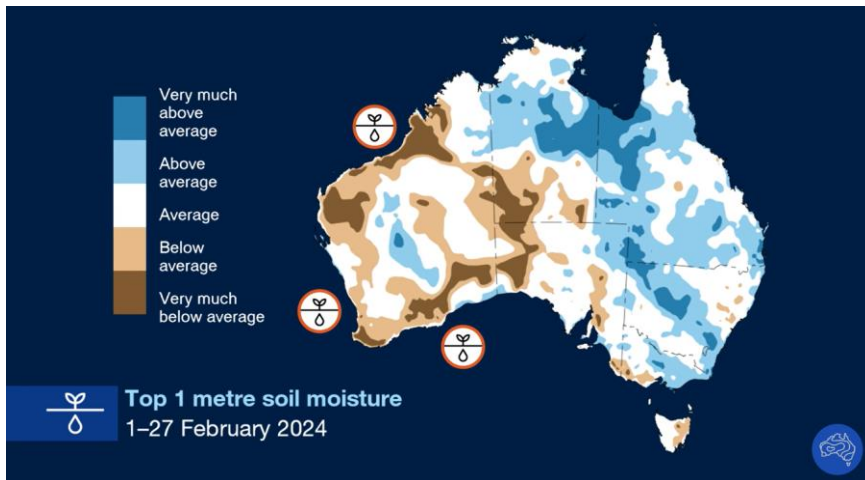 Very much
above
average
Above
average
Average
Below
average
Very much
below average
Top 1 metre soil moisture
1–27 February 2024